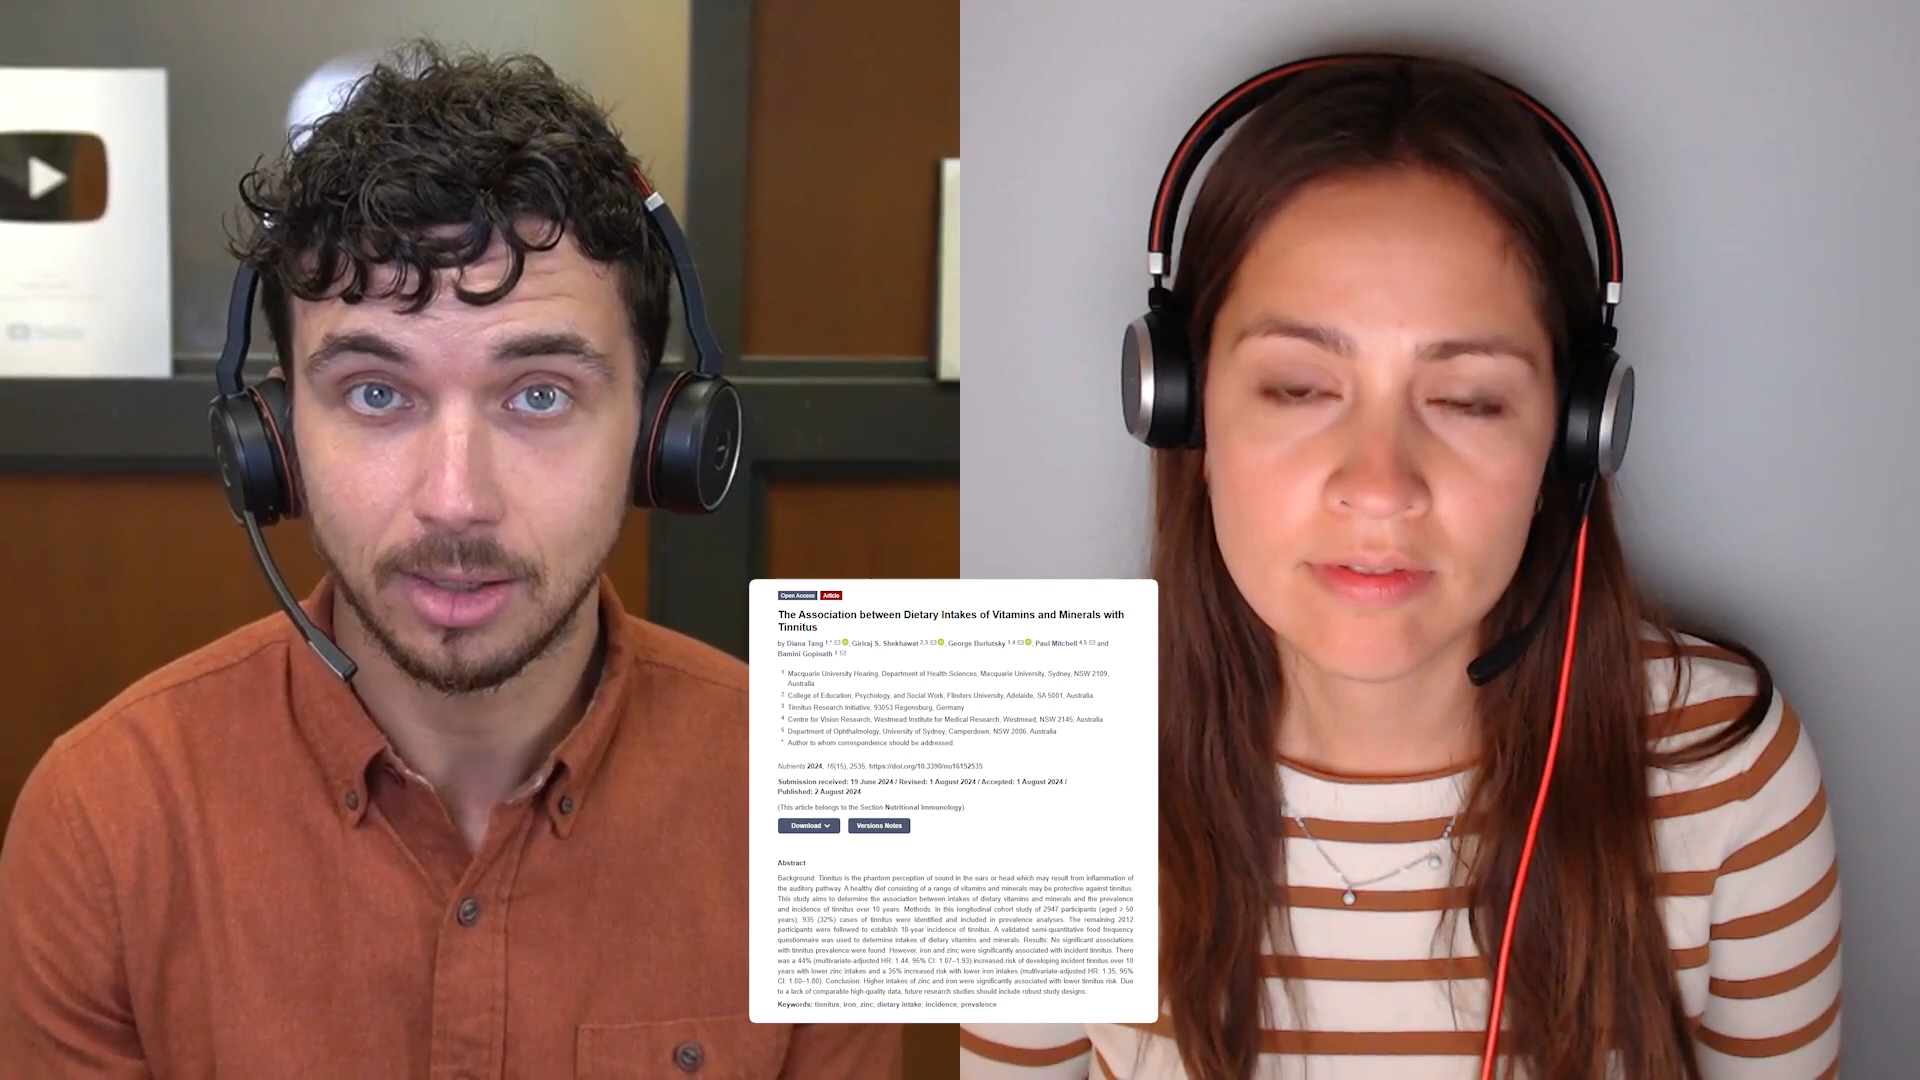 Open Access Article
The Association between Dietary Intakes of Vitamins and Minerals with
Tinnitus
by Diana Tang 1,*, Giriraj S. Shekhawat 2,3, George Burlutsky 1,4, Paul Mitchell 4,5 and
Bamini Gopinath 1
1 Macquarie University Hearing, Department of Health Sciences, Macquarie University, Sydney, NSW 2109,
Australia
2 College of Education, Psychology, and Social Work, Flinders University, Adelaide, SA 5001, Australia
3 Tinnitus Research Initiative, 93053 Regensburg, Germany
4 Centre for Vision Research, Westmead Institute for Medical Research, Westmead, NSW 2145, Australia
5 Department of Ophthalmology, University of Sydney, Camperdown, NSW 2006, Australia
* Author to whom correspondence should be addressed.
Nutrients 2024, 16(15), 2535; https://doi.org/10.3390/nu16152535
Submission received: 19 June 2024 / Revised: 1 August 2024 / Accepted: 1 August 2024 /
Published: 2 August 2024
(This article belongs to the Section Nutritional Immunology)
Download Versions Notes
Abstract
Background: Tinnitus is the phantom perception of sound in the ears or head which may result from inflammation of
the auditory pathway. A healthy diet consisting of a range of vitamins and minerals may be protective against tinnitus.
This study aims to determine the association between intakes of dietary vitamins and minerals and the prevalence
and incidence of tinnitus over 10 years. Methods: In this longitudinal cohort study of 2947 participants (aged ≥ 50
years), 935 (32%) cases of tinnitus were identified and included in prevalence analyses. The remaining 2012
participants were followed to establish 10-year incidence of tinnitus. A validated semi-quantitative food frequency
questionnaire was used to determine intakes of dietary vitamins and minerals. Results: No significant associations
with tinnitus prevalence were found. However, iron and zinc were significantly associated with incident tinnitus. There
was a 44% (multivariate-adjusted HR: 1.44, 95% CI: 1.07–1.93) increased risk of developing incident tinnitus over 10
years with lower zinc intakes and a 35% increased risk with lower iron intakes (multivariate-adjusted HR: 1.35, 95%
CI: 1.00–1.80). Conclusion: Higher intakes of zinc and iron were significantly associated with lower tinnitus risk. Due
to a lack of comparable high-quality data, future research studies should include robust study designs.
Keywords: tinnitus; iron; zinc; dietary intake; incidence; prevalence